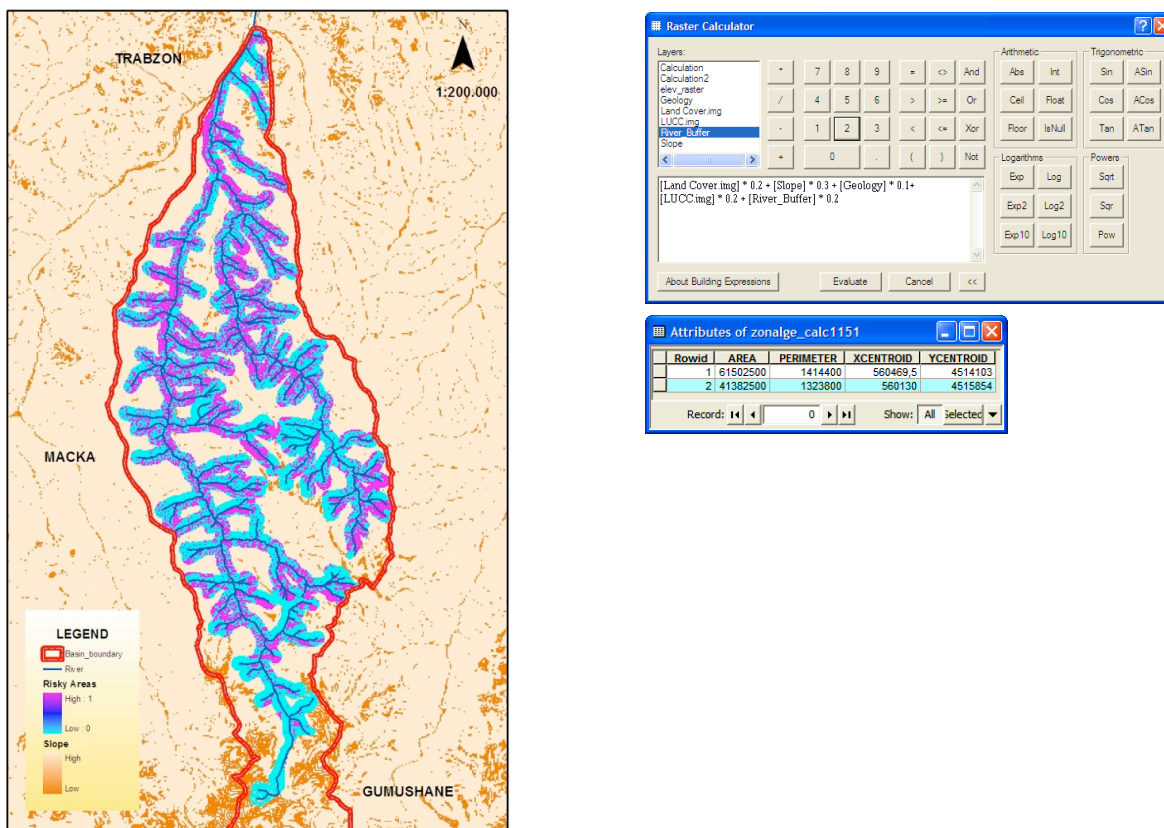 N
TRABZON
1:200.000
MACKA
GUMUSHANE
LEGEND
Basin_boundary
River
Risky Areas
High : 1
Low : 0
Slope
High
Low
Raster Calculator
Layers:
Calculation
Calculation2
elev_raster
Geology
Land Cover.img
LUCC.img
River_Buffer
Slope
* 7 8 9 = <> And
/ 4 5 6 > >= Or
- 1 2 3 < <= Xor
+ 0 . ( ) Not
[Land Cover.img] * 0.2 + [Slope] * 0.3 + [Geology] * 0.1+
[LUCC.img] * 0.2 + [River_Buffer] * 0.2
About Building Expressions Evaluate Cancel <<
Arithmetic
Abs Int
Ceil Float
Floor IsNull
Trigonometric
Sin ASin
Cos ACos
Tan ATan
Logarithms
Exp Log
Exp2 Log2
Exp10 Log10
Powers
Sqrt
Sqr
Pow
Attributes of zonalge_calc1151
Rowid AREA PERIMETER XCENTROID YCENTROID
1 61502500 1414400 560469,5 4514103
2 41382500 1323800 560130 4515854
Record: 0 Show: All Selected